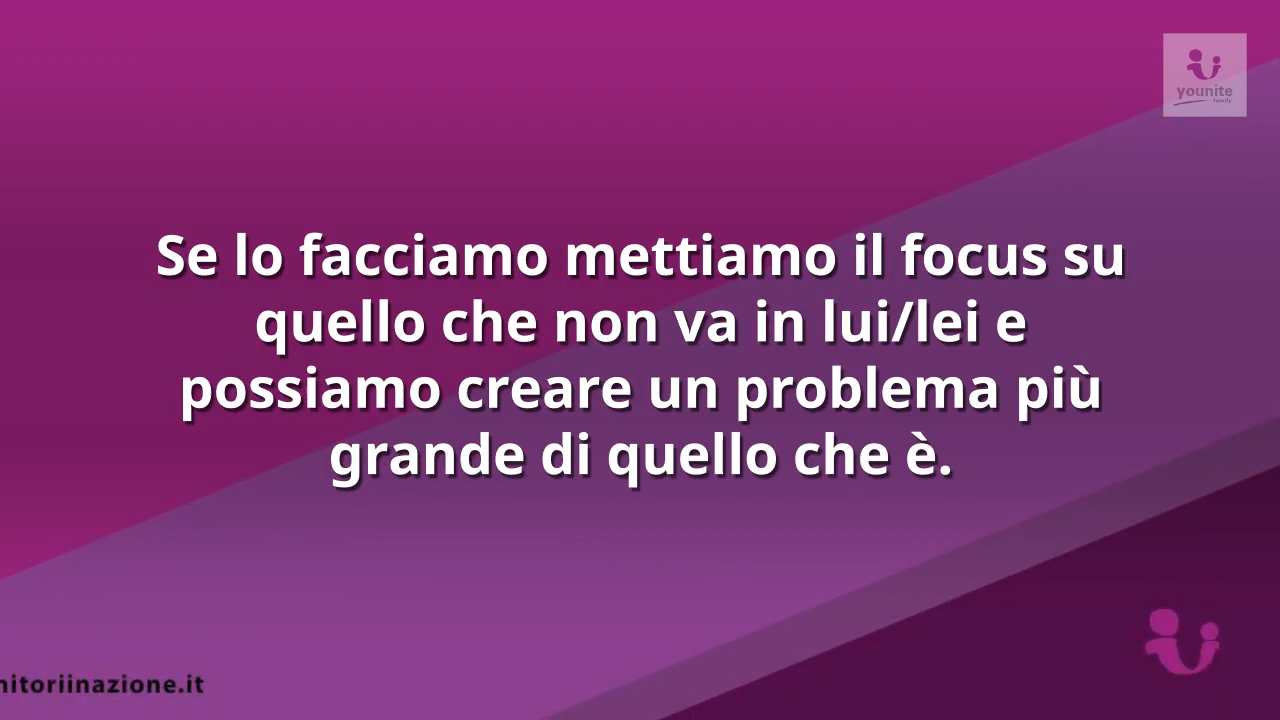 younite
family
Se lo facciamo mettiamo il focus su
quello che non va in lui/lei e
possiamo creare un problema più
grande di quello che è.
nitoriinazione.it